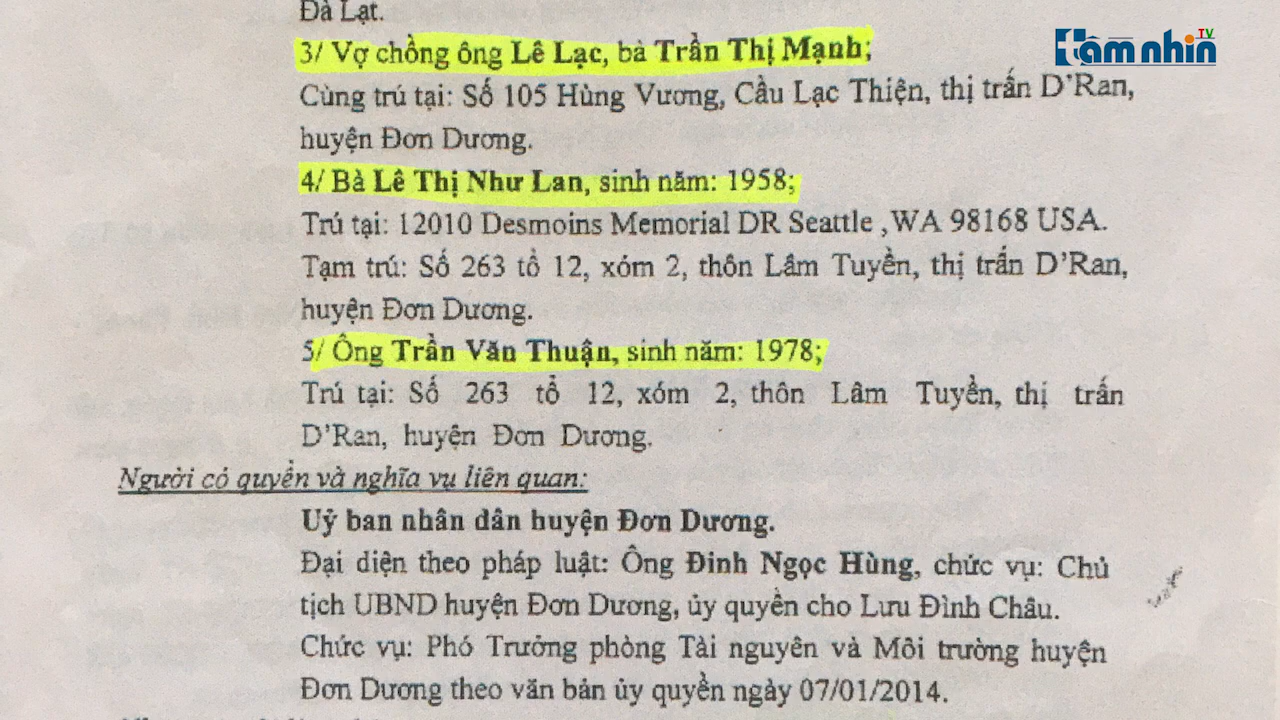 Đà Lạt.
tầm nhìn TV
3/ Vợ chồng ông Lê Lạc, bà Trần Thị Mạnh;
Cùng trú tại: Số 105 Hùng Vương, Cầu Lạc Thiện, thị trấn D'Ran,
huyện Đơn Dương.
4/ Bà Lê Thị Như Lan, sinh năm: 1958;
Trú tại: 12010 Desmoins Memorial DR Seattle ,WA 98168 USA.
Tạm trú: Số 263 tổ 12, xóm 2, thôn Lâm Tuyền, thị trấn D'Ran,
huyện Đơn Dương.
5/ Ông Trần Văn Thuận, sinh năm: 1978;
Trú tại: Số 263 tổ 12, xóm 2, thôn Lâm Tuyền, thị trấn
D'Ran, huyện Đơn Dương.
Người có quyền và nghĩa vụ liên quan:
Uỷ ban nhân dân huyện Đơn Dương.
Đại diện theo pháp luật: Ông Đinh Ngọc Hùng, chức vụ: Chủ
tịch UBND huyện Đơn Dương, ủy quyền cho Lưu Đình Châu.
Chức vụ: Phó Trưởng phòng Tài nguyên và Môi trường huyện
Đơn Dương theo văn bản ủy quyền ngày 07/01/2014.